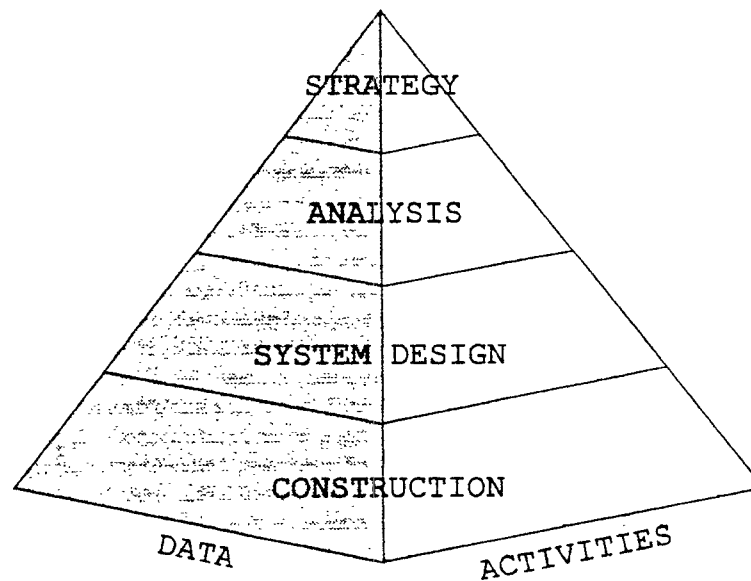 STRATEGY
ANALYSIS
SYSTEM DESIGN
CONSTRUCTION
DATA
ACTIVITIES